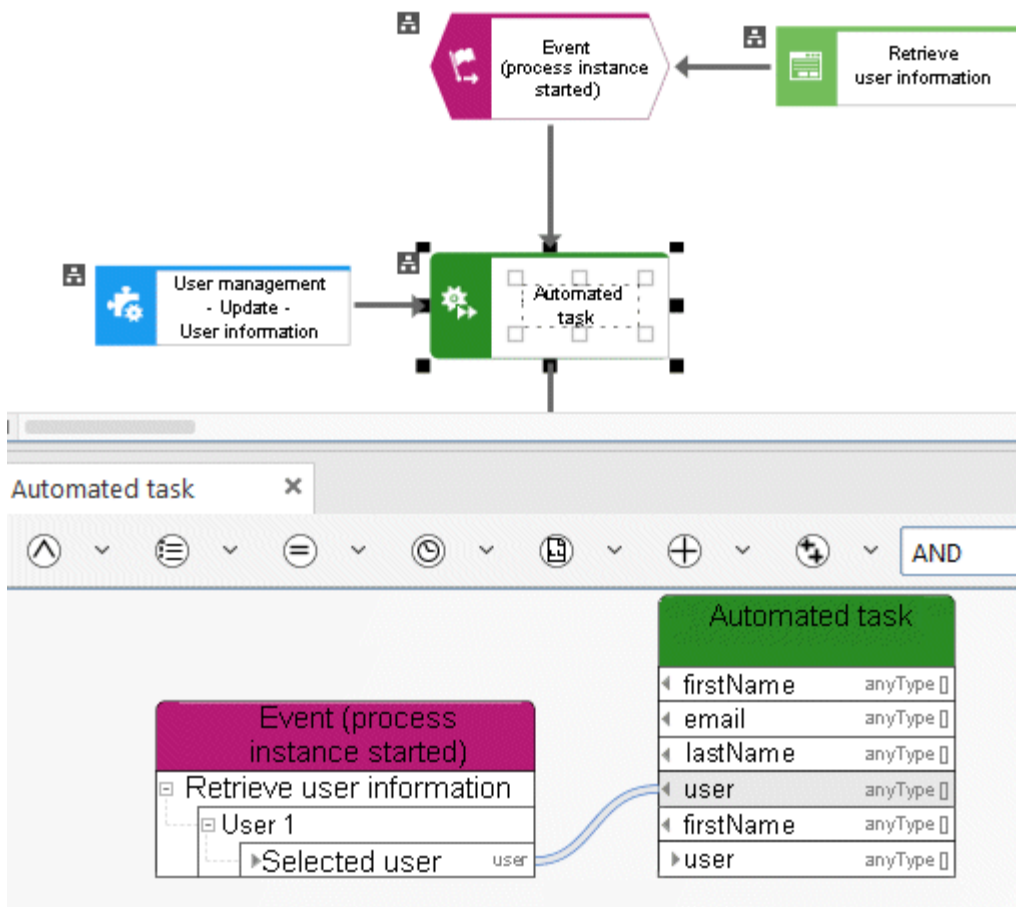 Event
(process instance
started)
Retrieve
user information
User management
- Update -
User information
Automated
task
Automated task
AND
Automated task
firstName anyType []
email anyType []
lastName anyType []
user anyType []
firstName anyType []
user anyType []
Event (process
instance started)
Retrieve user information
User 1
Selected user user